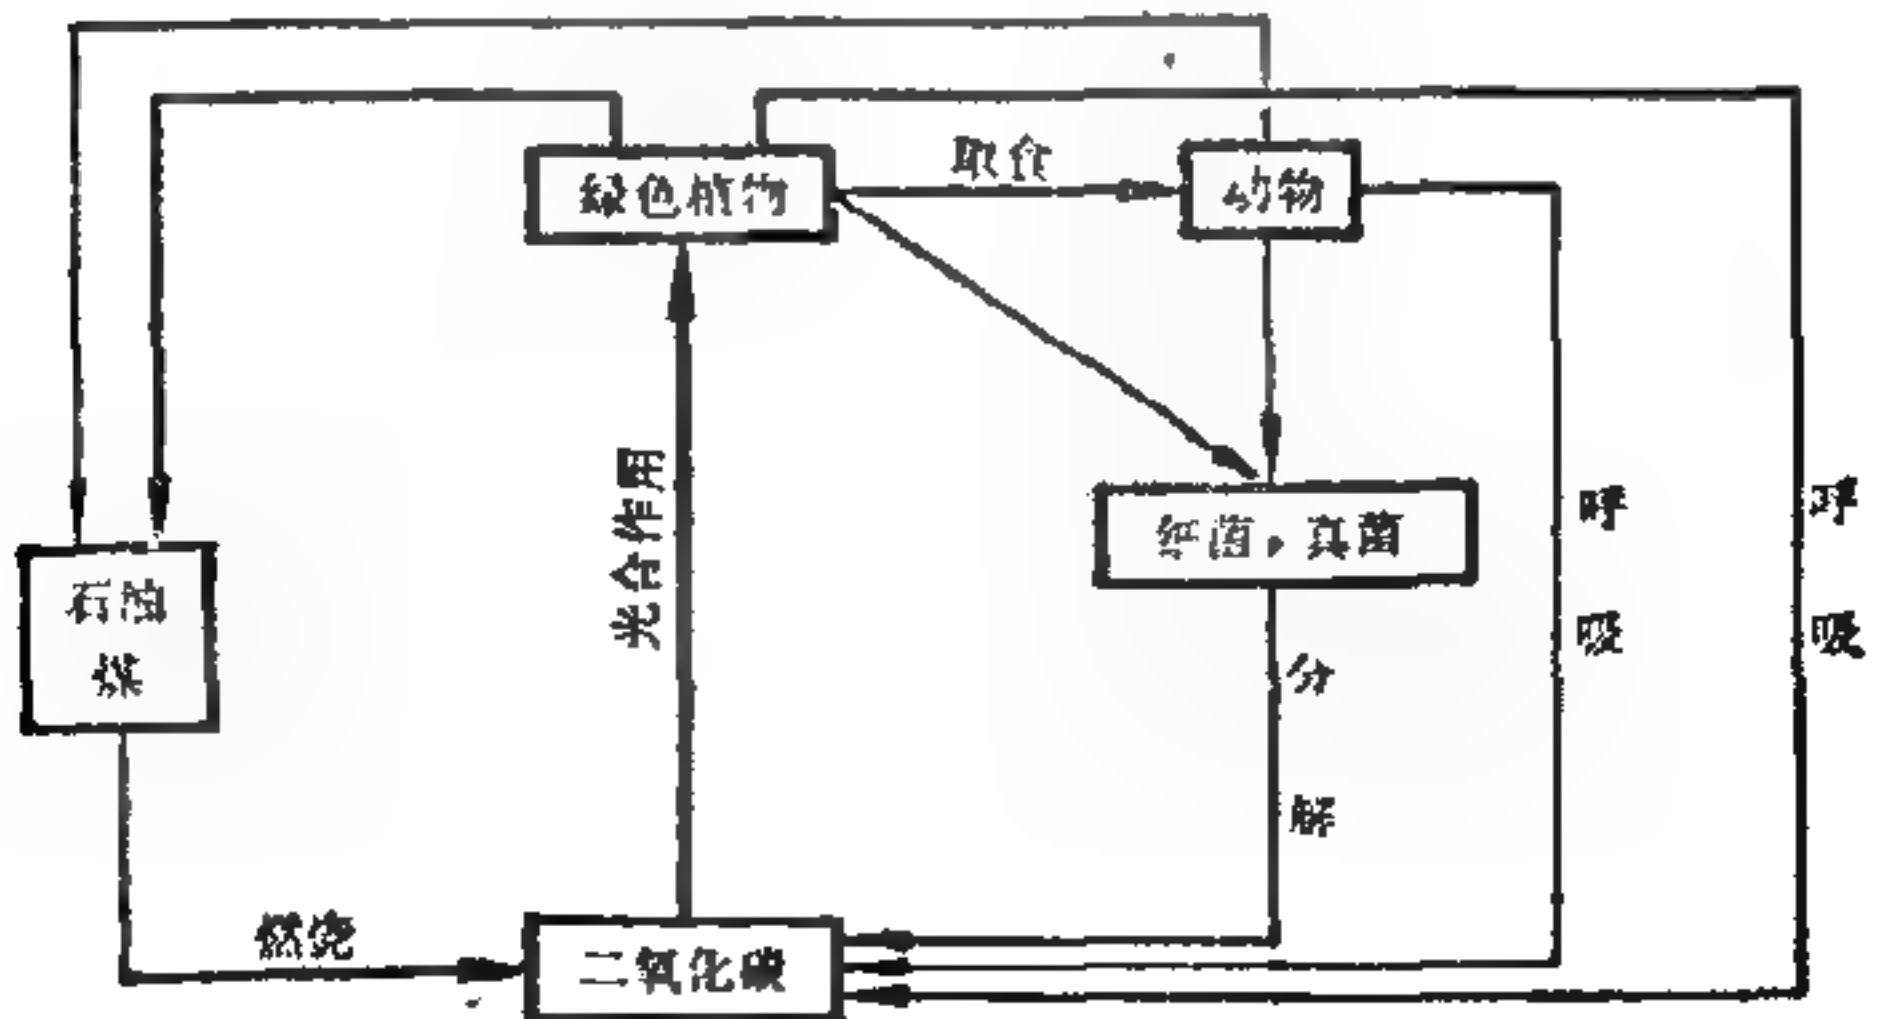 取食
绿色植物
动物
光合作用
细菌，真菌
呼吸
呼吸
石油
煤
分解
燃烧
二氧化碳